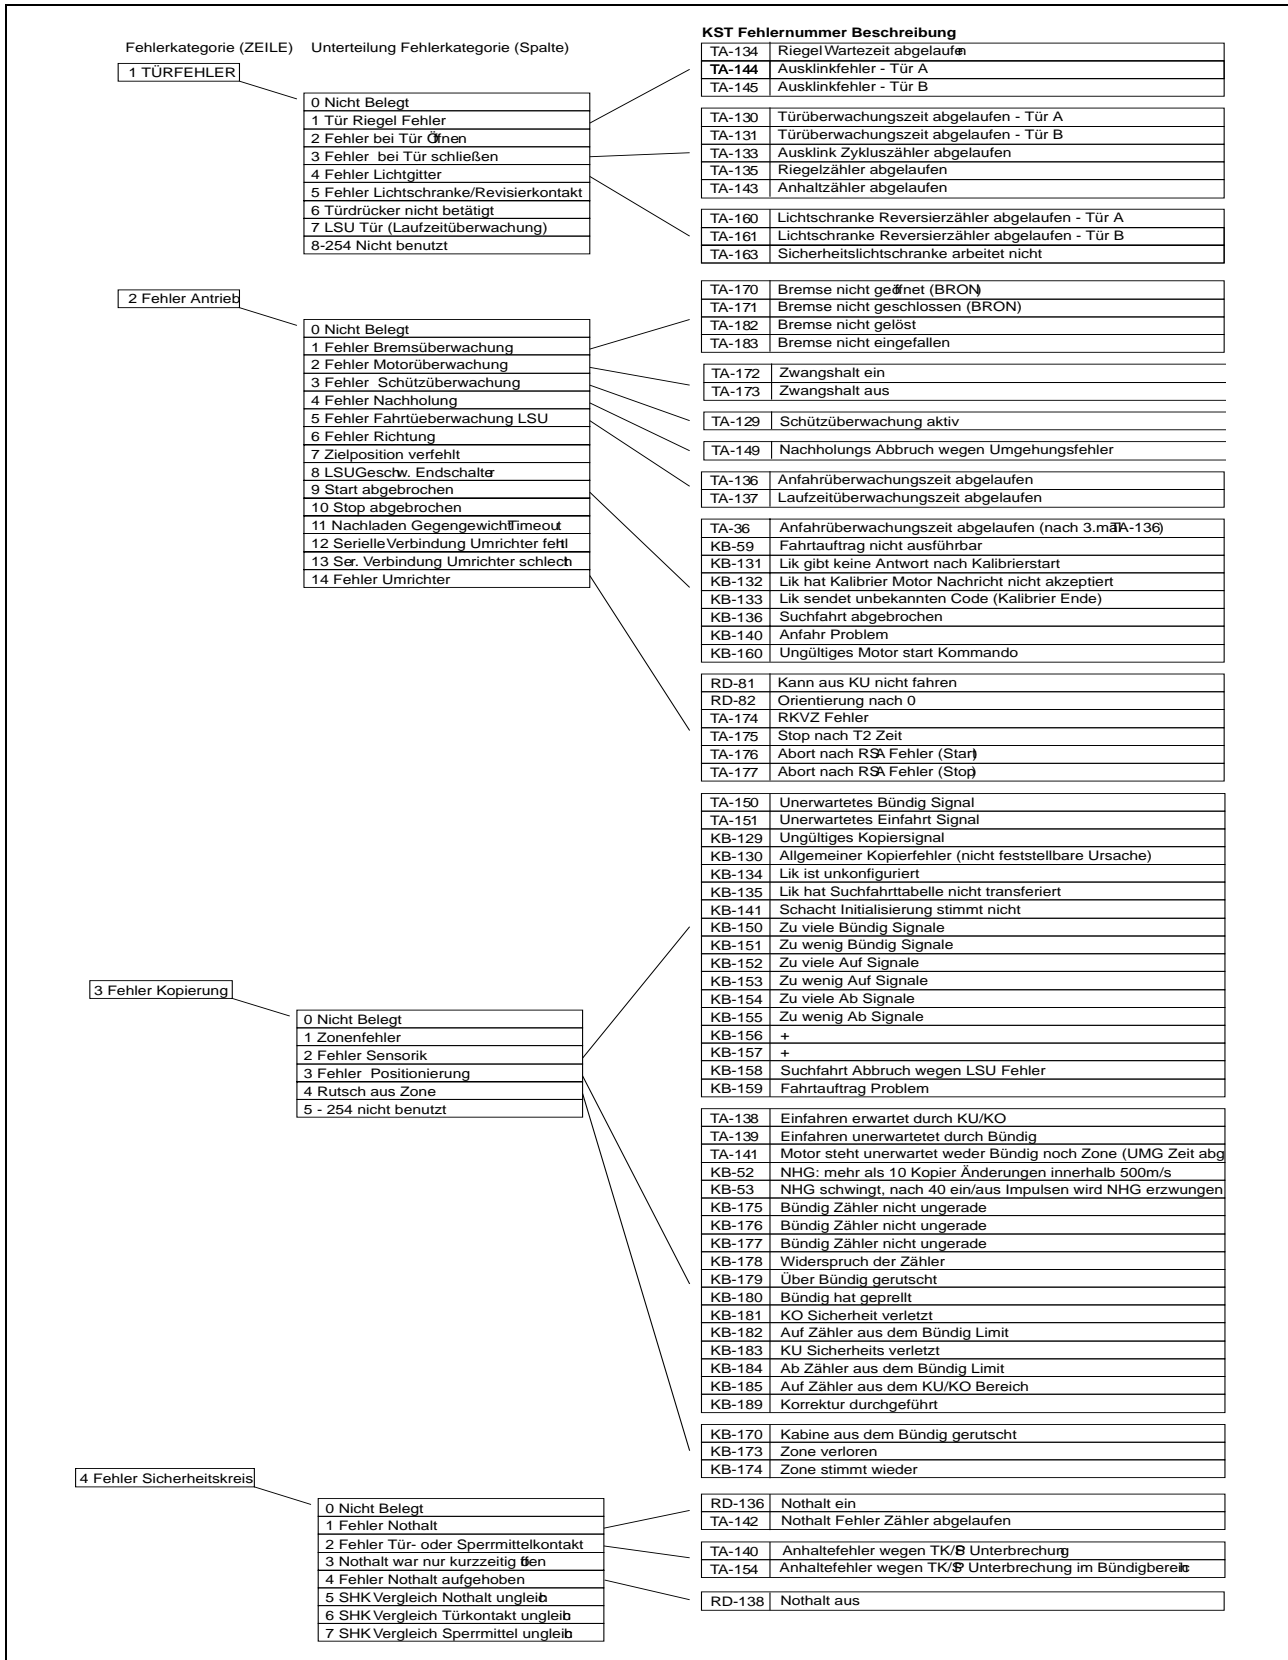 KST Fehlernummer Beschreibung
Fehlerkategorie (ZEILE) Unterteilung Fehlerkategorie (Spalte)
1 TÜRFEHLER
0 Nicht Belegt
1 Tür Riegel Fehler
2 Fehler bei Tür Öffnen
3 Fehler bei Tür schließen
4 Fehler Lichtgitter
5 Fehler Lichtschranke/Revisierkontakt
6 Türdrücker nicht betätigt
7 LSU Tür (Laufzeitüberwachung)
8-254 Nicht benutzt
TA-134 Riegel Wartezeit abgelaufen
TA-144 Ausklinkfehler - Tür A
TA-145 Ausklinkfehler - Tür B
TA-130 Türüberwachungszeit abgelaufen - Tür A
TA-131 Türüberwachungszeit abgelaufen - Tür B
TA-133 Ausklink Zykluszähler abgelaufen
TA-135 Riegelzähler abgelaufen
TA-143 Anhaltzähler abgelaufen
TA-160 Lichtschranke Reversierzähler abgelaufen - Tür A
TA-161 Lichtschranke Reversierzähler abgelaufen - Tür B
TA-163 Sicherheitslichtschranke arbeitet nicht
2 Fehler Antrieb
0 Nicht Belegt
1 Fehler Bremsüberwachung
2 Fehler Motorüberwachung
3 Fehler Schützüberwachung
4 Fehler Nachholung
5 Fehler Fahrtüeberwachung LSU
6 Fehler Richtung
7 Zielposition verfehlt
8 LSU Geschw. Endschalter
9 Start abgebrochen
10 Stop abgebrochen
11 Nachladen Gegengewicht Timeout
12 Serielle Verbindung Umrichter fehlt
13 Ser. Verbindung Umrichter schlecht
14 Fehler Umrichter
TA-170 Bremse nicht geöffnet (BRON)
TA-171 Bremse nicht geschlossen (BRON)
TA-182 Bremse nicht gelöst
TA-183 Bremse nicht eingefallen
TA-172 Zwangshalt ein
TA-173 Zwangshalt aus
TA-129 Schützüberwachung aktiv
TA-149 Nachholungs Abbruch wegen Umgehungsfehler
TA-136 Anfahrüberwachungszeit abgelaufen
TA-137 Laufzeitüberwachungszeit abgelaufen
TA-36 Anfahrüberwachungszeit abgelaufen (nach 3.mal TA-136)
KB-59 Fahrtauftrag nicht ausführbar
KB-131 Lik gibt keine Antwort nach Kalibrierstart
KB-132 Lik hat Kalibrier Motor Nachricht nicht akzeptiert
KB-133 Lik sendet unbekannten Code (Kalibrier Ende)
KB-136 Suchfahrt abgebrochen
KB-140 Anfahr Problem
KB-160 Ungültiges Motor start Kommando
RD-81 Kann aus KU nicht fahren
RD-82 Orientierung nach 0
TA-174 RKVZ Fehler
TA-175 Stop nach T2 Zeit
TA-176 Abort nach RSA Fehler (Start)
TA-177 Abort nach RSA Fehler (Stop)
3 Fehler Kopierung
0 Nicht Belegt
1 Zonenfehler
2 Fehler Sensorik
3 Fehler Positionierung
4 Rutsch aus Zone
5 - 254 nicht benutzt
TA-150 Unerwartetes Bündig Signal
TA-151 Unerwartetes Einfahrt Signal
KB-129 Ungültiges Kopiersignal
KB-130 Allgemeiner Kopierfehler (nicht feststellbare Ursache)
KB-134 Lik ist unkonfiguriert
KB-135 Lik hat Suchfahrttabelle nicht transferiert
KB-141 Schacht Initialisierung stimmt nicht
KB-150 Zu viele Bündig Signale
KB-151 Zu wenig Bündig Signale
KB-152 Zu viele Auf Signale
KB-153 Zu wenig Auf Signale
KB-154 Zu viele Ab Signale
KB-155 Zu wenig Ab Signale
KB-156 +
KB-157 +
KB-158 Suchfahrt Abbruch wegen LSU Fehler
KB-159 Fahrtauftrag Problem
TA-138 Einfahren erwartet durch KU/KO
TA-139 Einfahren unerwartetet durch Bündig
TA-141 Motor steht unerwartet weder Bündig noch Zone (UMG Zeit abg
KB-52 NHG: mehr als 10 Kopier Änderungen innerhalb 500m/s
KB-53 NHG schwingt, nach 40 ein/aus Impulsen wird NHG erzwungen
KB-175 Bündig Zähler nicht ungerade
KB-176 Bündig Zähler nicht ungerade
KB-177 Bündig Zähler nicht ungerade
KB-178 Widerspruch der Zähler
KB-179 Über Bündig gerutscht
KB-180 Bündig hat geprellt
KB-181 KO Sicherheit verletzt
KB-182 Auf Zähler aus dem Bündig Limit
KB-183 KU Sicherheits verletzt
KB-184 Ab Zähler aus dem Bündig Limit
KB-185 Auf Zähler aus dem KU/KO Bereich
KB-189 Korrektur durchgeführt
KB-170 Kabine aus dem Bündig gerutscht
KB-173 Zone verloren
KB-174 Zone stimmt wieder
4 Fehler Sicherheitskreis
0 Nicht Belegt
1 Fehler Nothalt
2 Fehler Tür- oder Sperrmittelkontakt
3 Nothalt war nur kurzzeitig offen
4 Fehler Nothalt aufgehoben
5 SHK Vergleich Nothalt ungleich
6 SHK Vergleich Türkontakt ungleich
7 SHK Vergleich Sperrmittel ungleich
RD-136 Nothalt ein
TA-142 Nothalt Fehler Zähler abgelaufen
TA-140 Anhaltefehler wegen TK/SP Unterbrechung
TA-154 Anhaltefehler wegen TK/SP Unterbrechung im Bündigbereich
RD-138 Nothalt aus